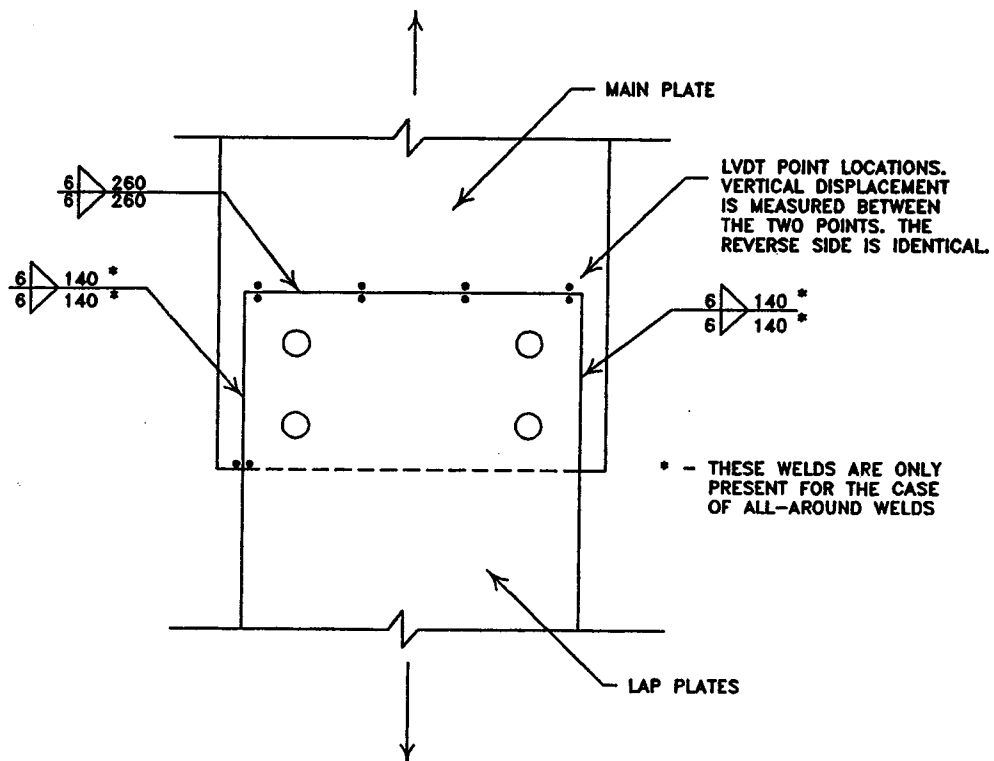 MAIN PLATE
LVDT POINT LOCATIONS.
VERTICAL DISPLACEMENT
IS MEASURED BETWEEN
THE TWO POINTS. THE
REVERSE SIDE IS IDENTICAL.
6 260
6 260
6 140 *
6 140 *
6 140 *
6 140 *
* - THESE WELDS ARE ONLY
PRESENT FOR THE CASE
OF ALL-AROUND WELDS
LAP PLATES